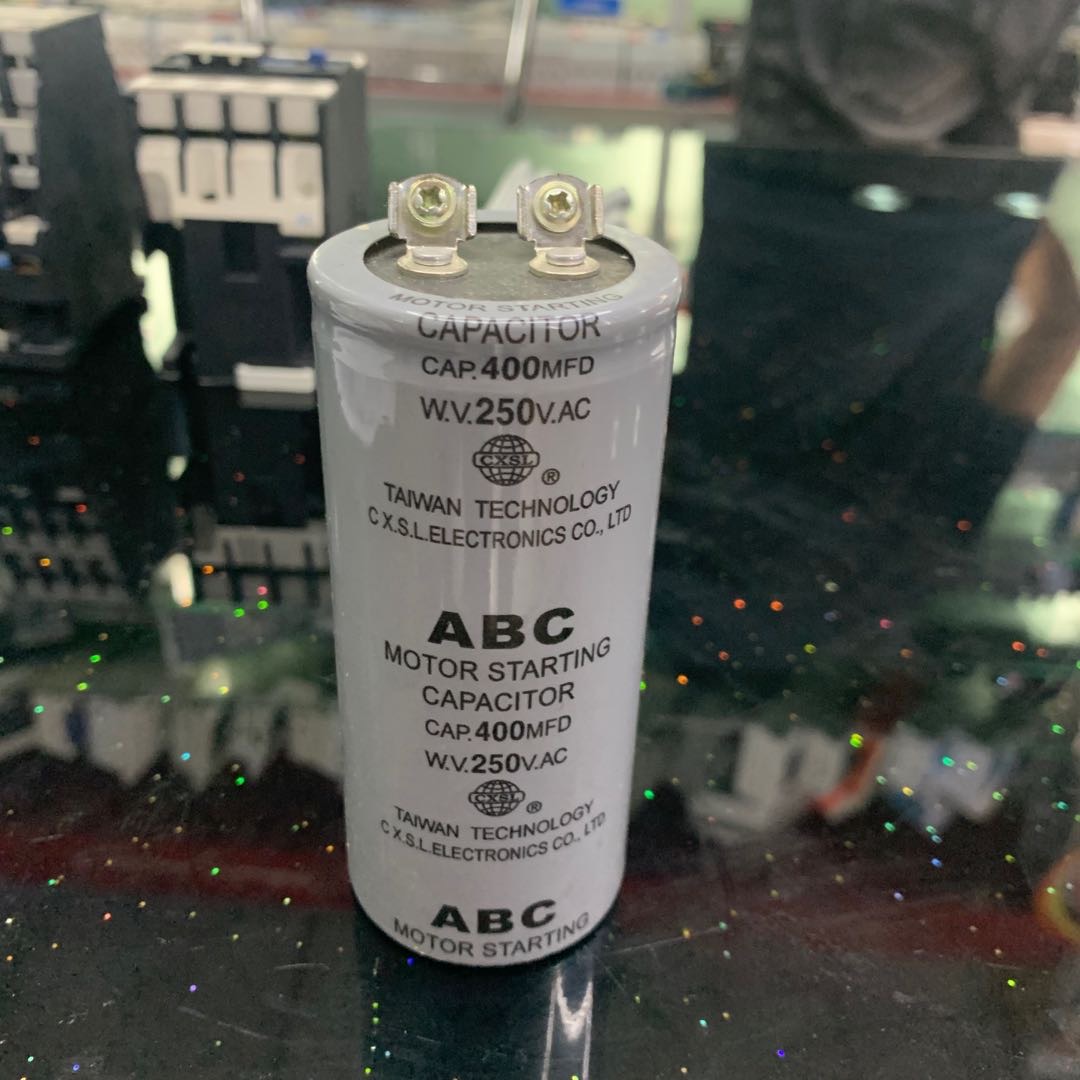 MOTOR STARTING
CAPACITOR
CAP.400MFD
W.V.250V.AC
CXSL ®
TAIWAN TECHNOLOGY
C X.S.L.ELECTRONICS CO., LTD
ABC
MOTOR STARTING
CAPACITOR
CAP.400MFD
W.V.250V.AC
CXSL ®
TAIWAN TECHNOLOGY
C X.S.L.ELECTRONICS CO., LTD
ABC
MOTOR STARTING